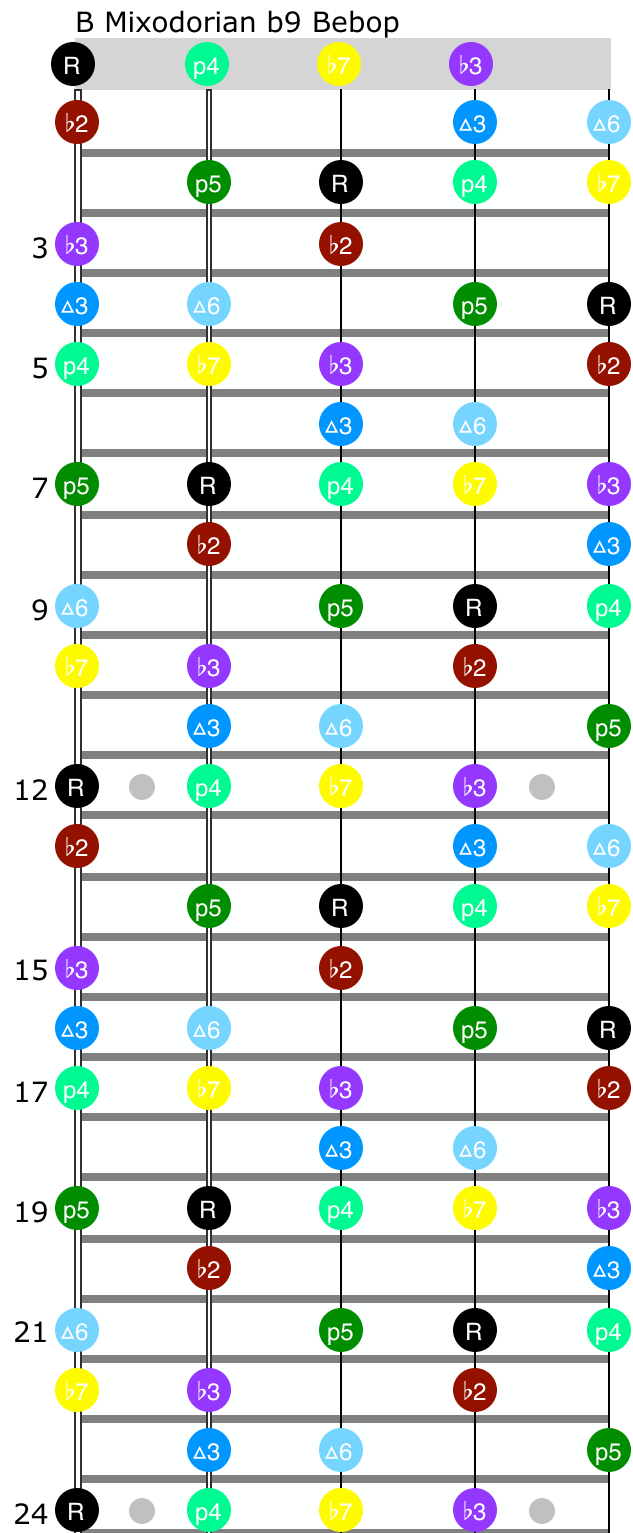 B Mixodorian b9 Bebop
R p4 ♭7 ♭3
♭2 △3 △6
p5 R p4 ♭7
3 ♭3 ♭2
△3 △6 p5 R
5 p4 ♭7 ♭3 ♭2
△3 △6
7 p5 R p4 ♭7 ♭3
♭2 △3
9 △6 p5 R p4
♭7 ♭3 ♭2
△3 △6 p5
12 R p4 ♭7 ♭3
♭2 △3 △6
p5 R p4 ♭7
15 ♭3 ♭2
△3 △6 p5 R
17 p4 ♭7 ♭3 ♭2
△3 △6
19 p5 R p4 ♭7 ♭3
♭2 △3
21 △6 p5 R p4
♭7 ♭3 ♭2
△3 △6 p5
24 R p4 ♭7 ♭3